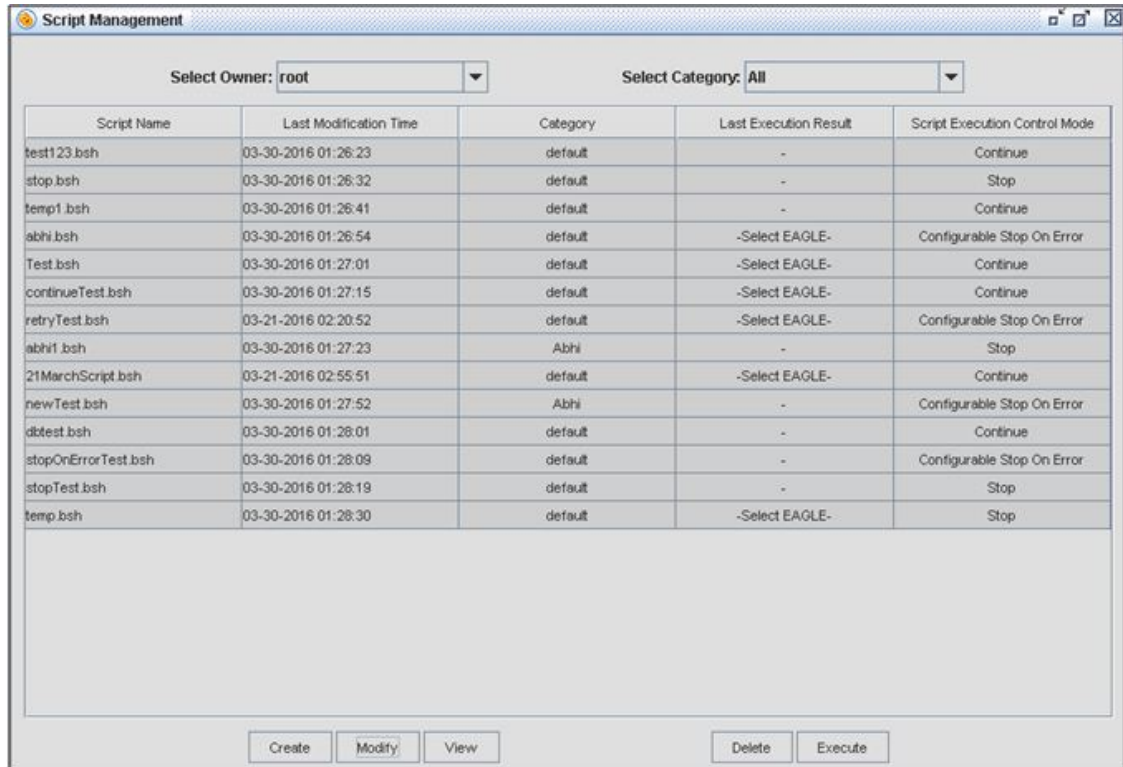 Script Management
Select Owner: root Select Category: All
Script Name Last Modification Time Category Last Execution Result Script Execution Control Mode
test123.bsh 03-30-2016 01:26:23 default - Continue
stop.bsh 03-30-2016 01:26:32 default - Stop
temp1.bsh 03-30-2016 01:26:41 default - Continue
abhi.bsh 03-30-2016 01:26:54 default -Select EAGLE- Configurable Stop On Error
Test.bsh 03-30-2016 01:27:01 default -Select EAGLE- Continue
continueTest.bsh 03-30-2016 01:27:15 default -Select EAGLE- Continue
retryTest.bsh 03-21-2016 02:20:52 default -Select EAGLE- Configurable Stop On Error
abhi1.bsh 03-30-2016 01:27:23 Abhi - Stop
21MarchScript.bsh 03-21-2016 02:55:51 default -Select EAGLE- Continue
newTest.bsh 03-30-2016 01:27:52 Abhi - Configurable Stop On Error
dbtest.bsh 03-30-2016 01:28:01 default - Continue
stopOnErrorTest.bsh 03-30-2016 01:28:09 default - Configurable Stop On Error
stopTest.bsh 03-30-2016 01:28:19 default - Stop
temp.bsh 03-30-2016 01:28:30 default -Select EAGLE- Stop
Create Modify View Delete Execute